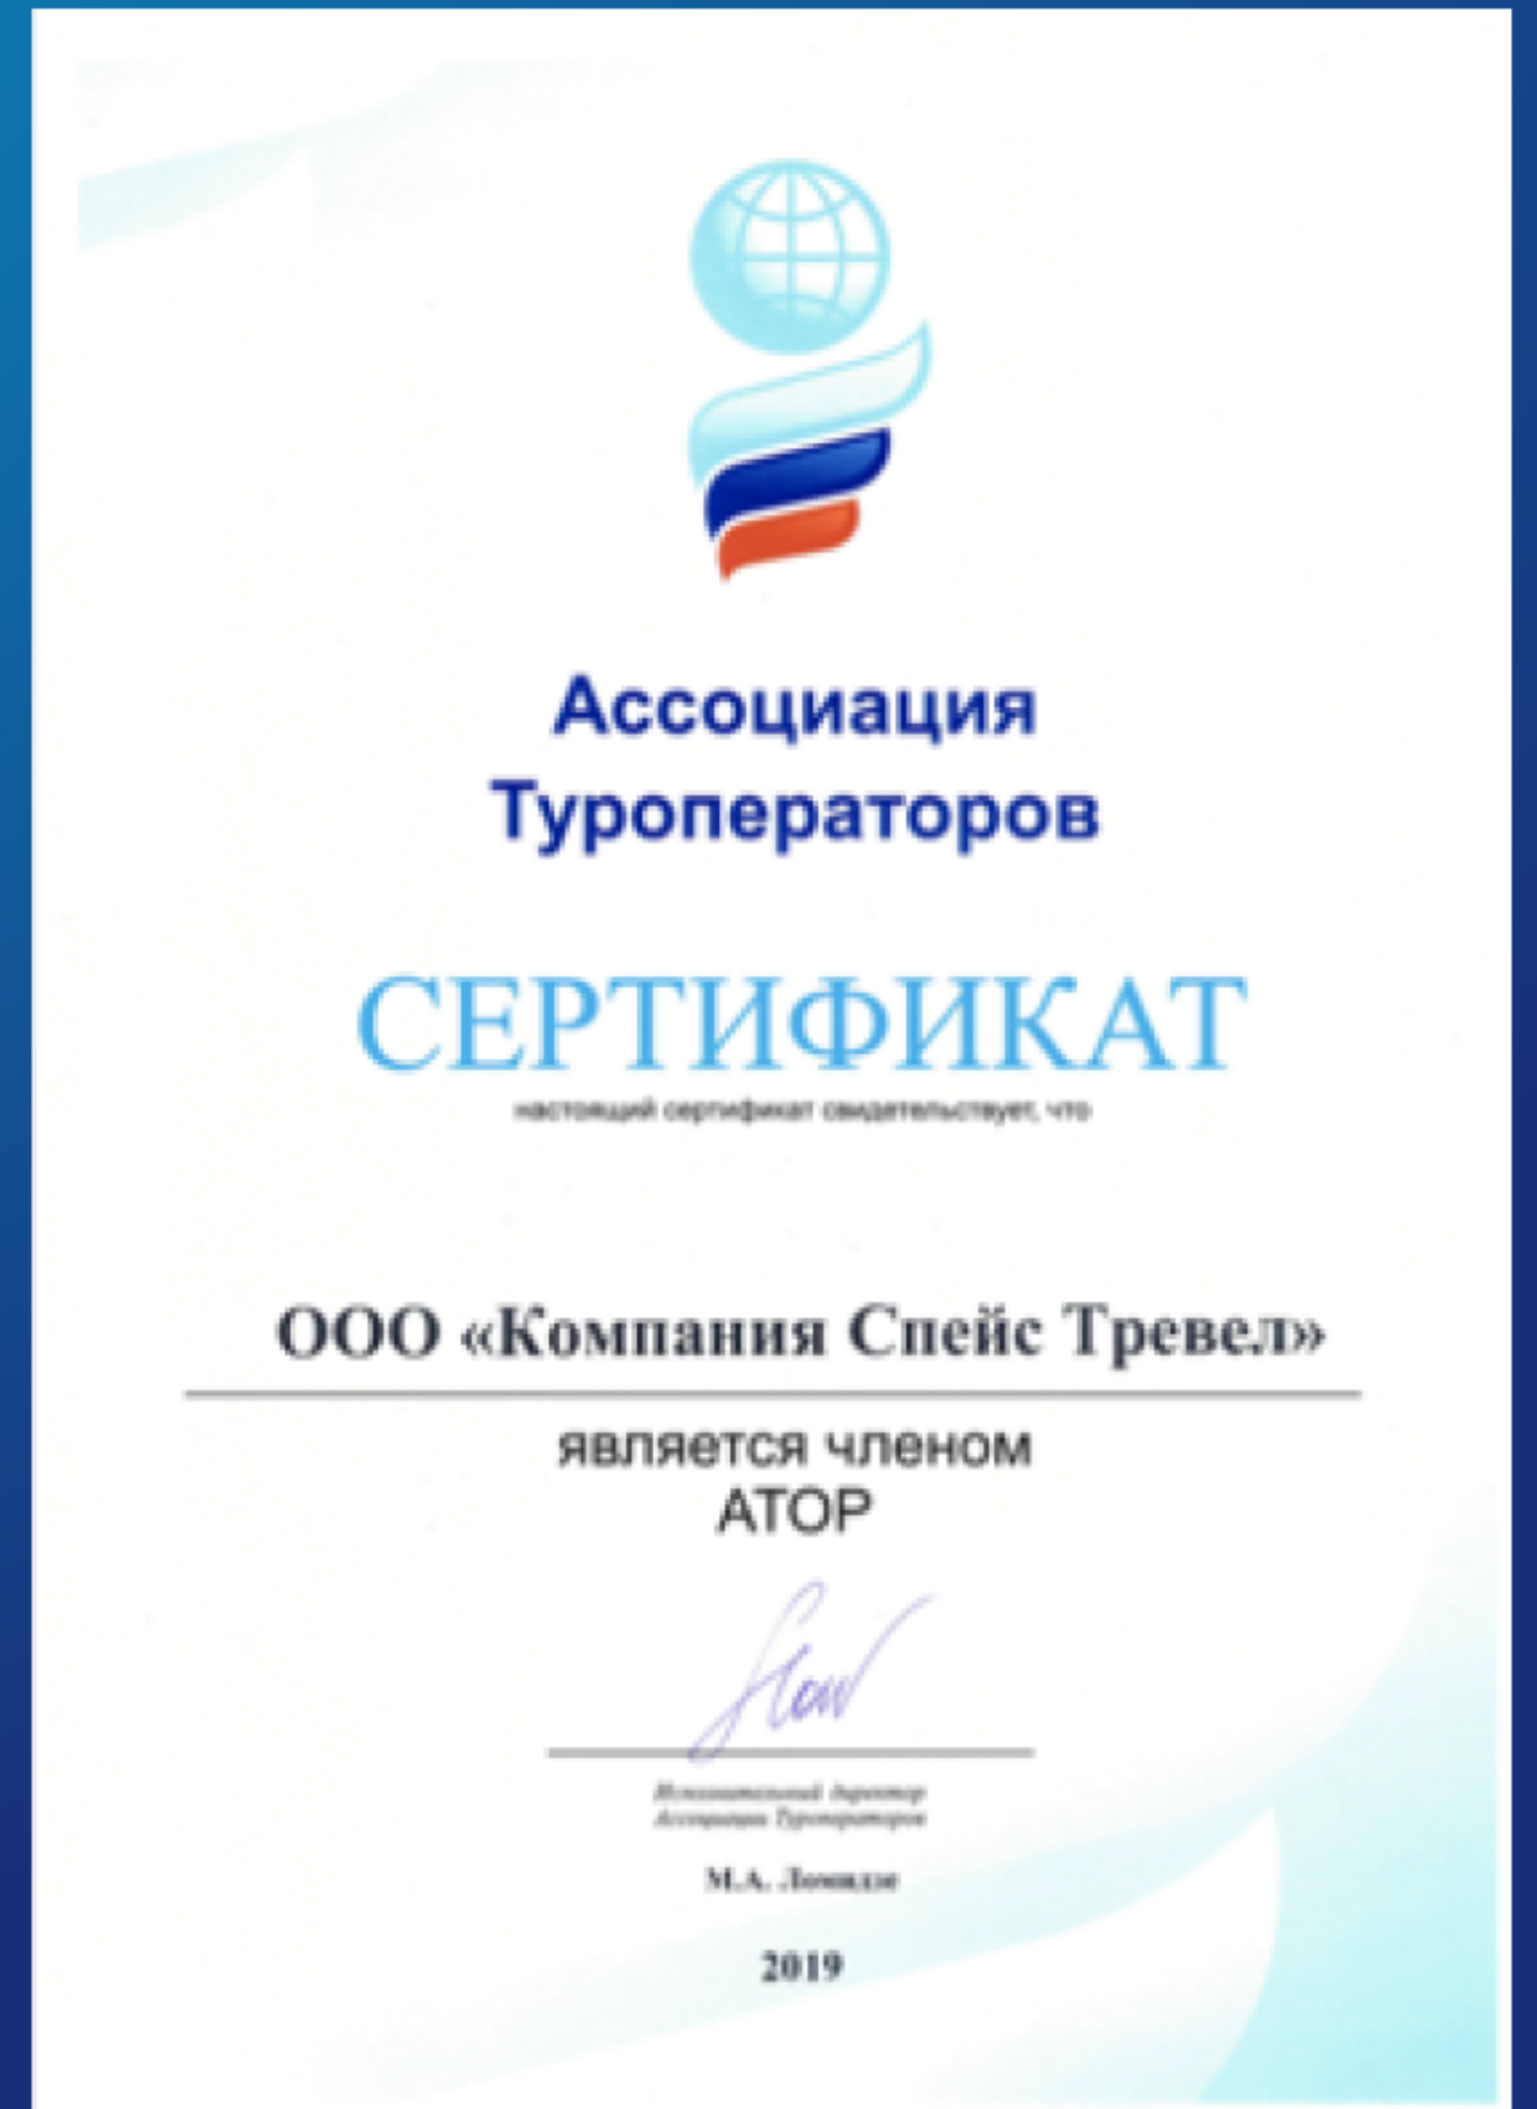 Ассоциация
Туроператоров
СЕРТИФИКАТ
настоящий сертификат свидетельствует, что
ООО «Компания Спейс Тревел»
является членом
АТОР
Исполнительный директор
Ассоциации Туроператоров
М.А. Ломидзе
2019